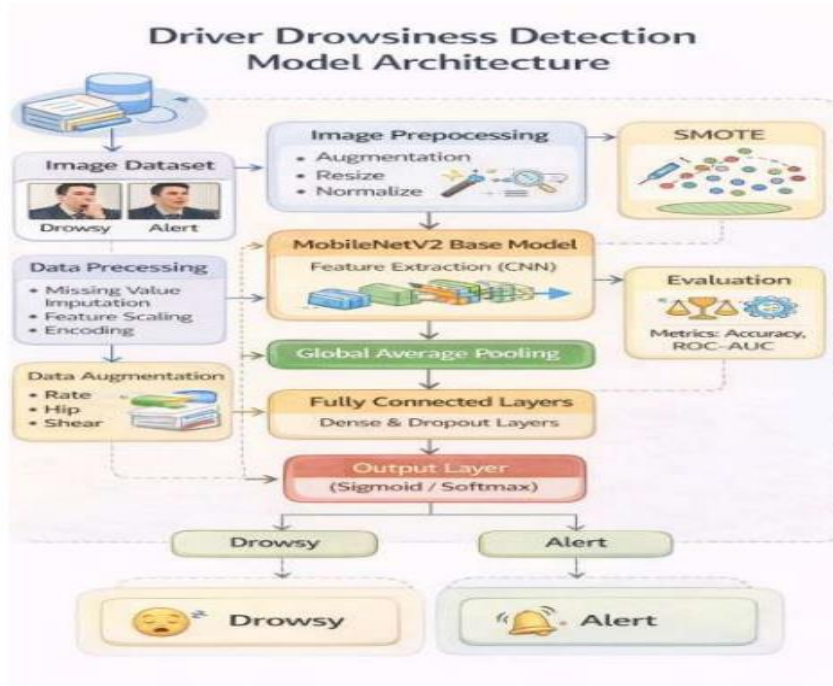 Driver Drowsiness Detection
Model Architecture
Image Dataset
Drowsy
Alert
Image Prepocessing
• Augmentation
• Resize
• Normalize
SMOTE
Data Precessing
• Missing Value
Imputation
• Feature Scaling
• Encoding
MobileNetV2 Base Model
Feature Extraction (CNN)
Evaluation
Metrics: Accuracy,
ROC-AUC
Global Average Pooling
Data Augmentation
• Rate
• Hip
• Shear
Fully Connected Layers
Dense & Dropout Layers
Output Layer
(Sigmoid / Softmax)
Drowsy
Alert
Drowsy
Alert